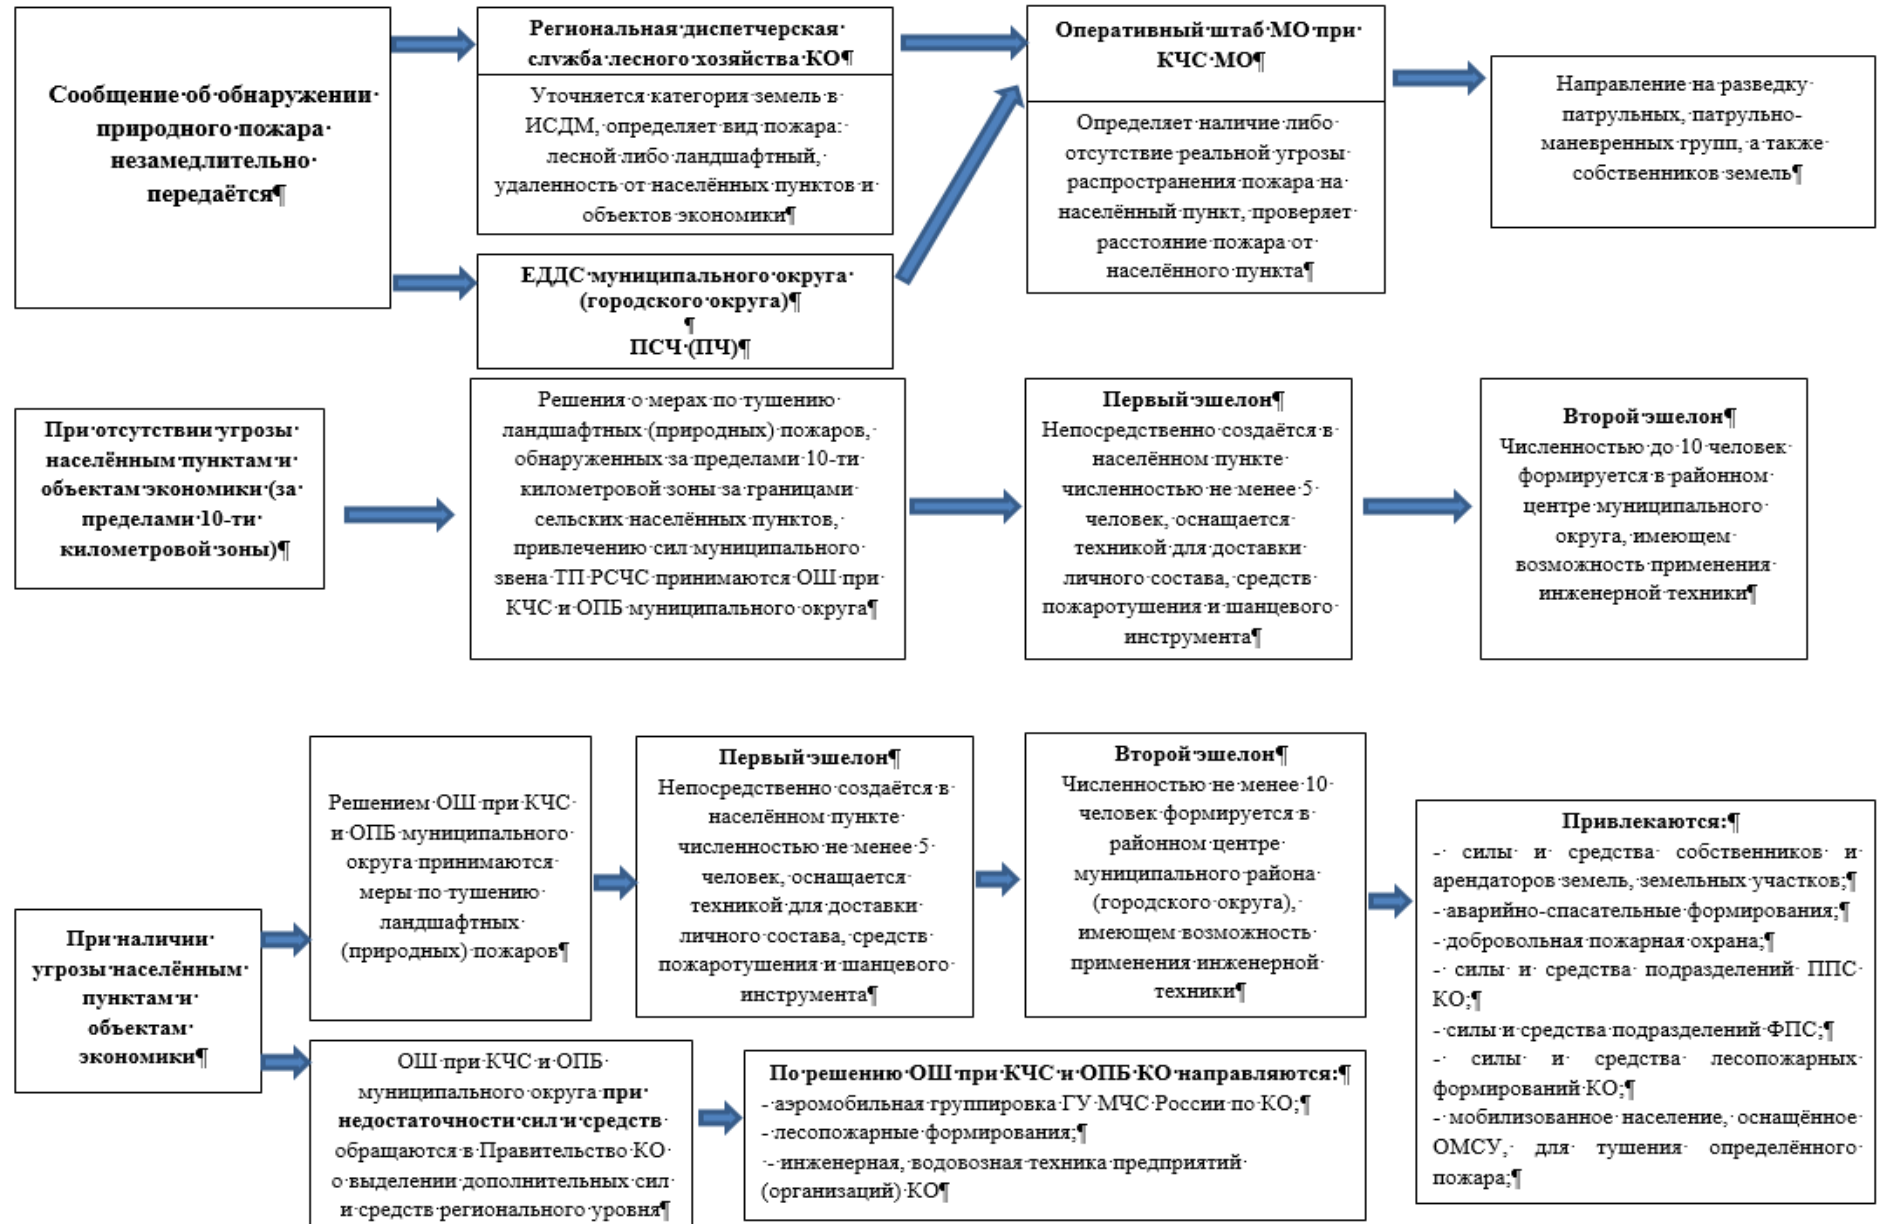 Сообщение об обнаружении
природного пожара
незамедлительно
передаётся¶
Региональная диспетчерская
служба лесного хозяйства КО¶
Уточняется категория земель в
ИСДМ, определяет вид пожара:
лесной либо ландшафтный,
удаленность от населённых пунктов и
объектов экономики¶
ЕДДС муниципального округа
(городского округа)¶
¶
ПСЧ (ПЧ)¶
Оперативный штаб МО при
КЧС МО¶
Определяет наличие либо
отсутствие реальной угрозы
распространения пожара на
населённый пункт, проверяет
расстояние пожара от
населённого пункта¶
Направление на разведку
патрульных, патрульно-
маневренных групп, а также
собственников земель¶
При отсутствии угрозы
населённым пунктам и
объектам экономики (за
пределами 10-ти
километровой зоны)¶
Решения о мерах по тушению
ландшафтных (природных) пожаров,
обнаруженных за пределами 10-ти
километровой зоны за границами
сельских населённых пунктов,
привлечению сил муниципального
звена ТП РСЧС принимаются ОШ при
КЧС и ОПБ муниципального округа¶
Первый эшелон¶
Непосредственно создаётся в
населённом пункте
численностью не менее 5
человек, оснащается
техникой для доставки
личного состава, средств
пожаротушения и шанцевого
инструмента¶
Второй эшелон¶
Численностью до 10 человек
формируется в районном
центре муниципального
округа, имеющем
возможность применения
инженерной техники¶
При наличии
угрозы населённым
пунктам и
объектам
экономики¶
Решением ОШ при КЧС
и ОПБ муниципального
округа принимаются
меры по тушению
ландшафтных
(природных) пожаров¶
Первый эшелон¶
Непосредственно создаётся в
населённом пункте
численностью не менее 5
человек, оснащается
техникой для доставки
личного состава, средств
пожаротушения и шанцевого
инструмента¶
Второй эшелон¶
Численностью не менее 10
человек формируется в
районном центре
муниципального района
(городского округа),
имеющем возможность
применения инженерной
техники¶
Привлекаются:¶
- силы и средства собственников и
арендаторов земель, земельных участков;¶
- аварийно-спасательные формирования;¶
- добровольная пожарная охрана;¶
- силы и средства подразделений ППС
КО;¶
- силы и средства подразделений ФПС;¶
- силы и средства лесопожарных
формирований КО;¶
- мобилизованное население, оснащённое
ОМСУ, для тушения определённого
пожара;¶
ОШ при КЧС и ОПБ
муниципального округа при
недостаточности сил и средств
обращаются в Правительство КО
о выделении дополнительных сил
и средств регионального уровня¶
По решению ОШ при КЧС и ОПБ КО направляются:¶
- аэромобильная группировка ГУ МЧС России по КО;¶
- лесопожарные формирования;¶
- инженерная, водовозная техника предприятий
(организаций) КО¶